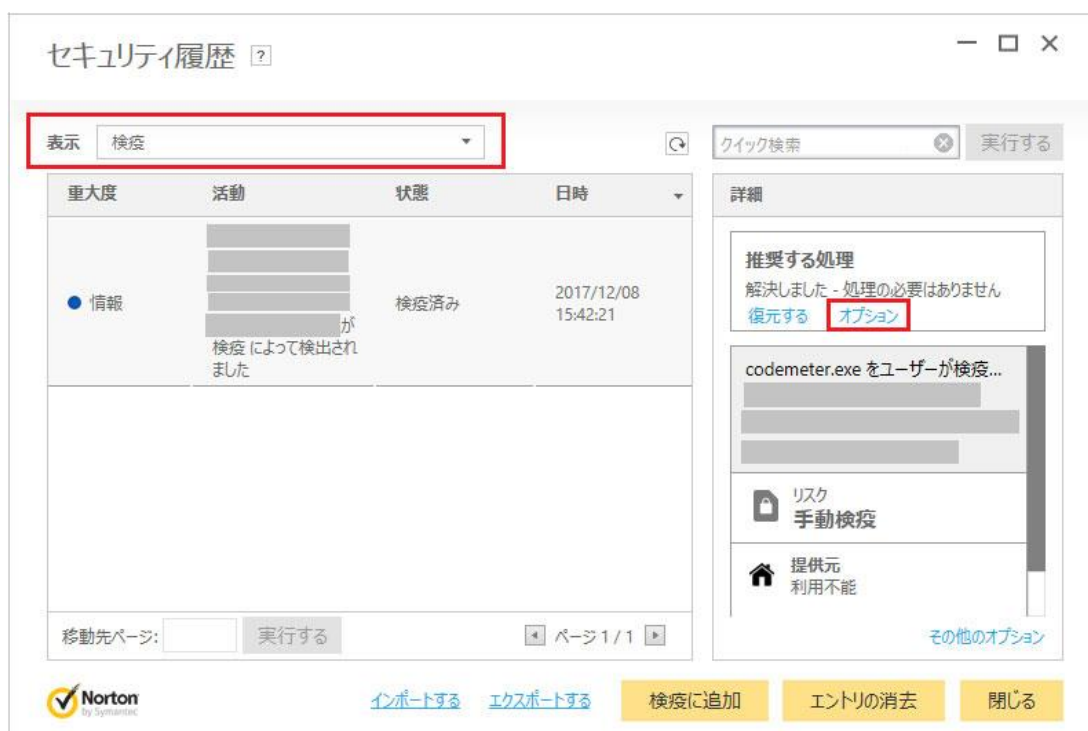 セキュリティ履歴 ?
表示 検疫
クイック検索 実行する
重大度 活動 状態 日時
情報
が
検疫 によって検出され
ました
検疫済み
2017/12/08
15:42:21
移動先ページ: 実行する ページ 1 / 1
詳細
推奨する処理
解決しました - 処理の必要はありません
復元する オプション
codemeter.exe をユーザーが検疫...
リスク
手動検疫
提供元
利用不能
その他のオプション
Norton
by Symantec
インポートする エクスポートする 検疫に追加 エントリの消去 閉じる